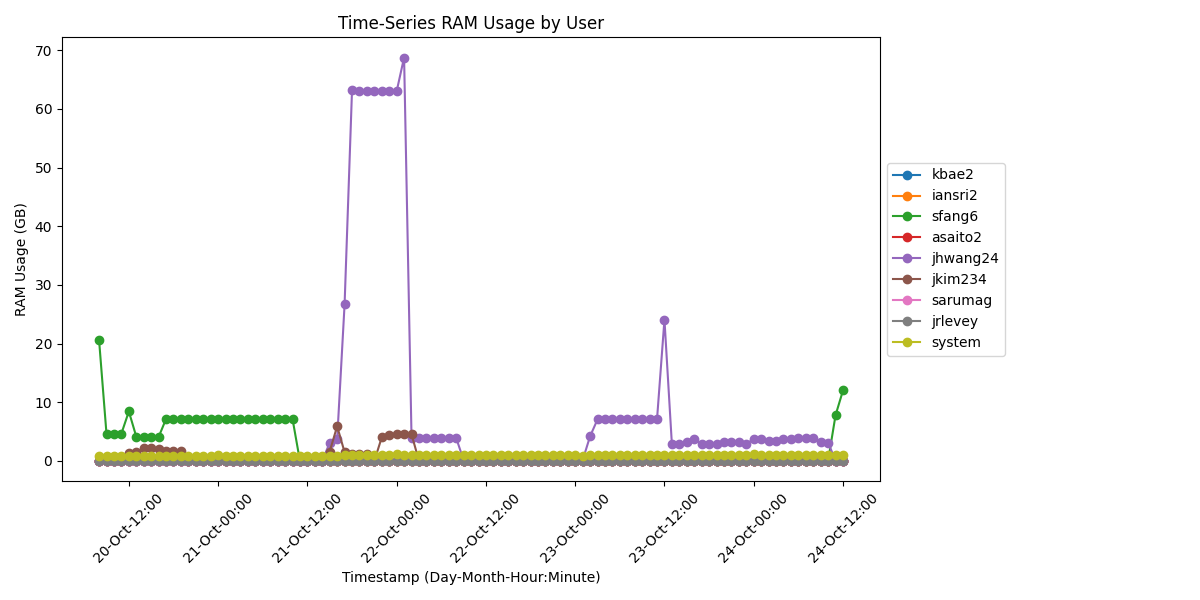 Time-Series RAM Usage by User
RAM Usage (GB)
70
60
50
40
30
20
10
0
20-Oct-12:00
21-Oct-00:00
21-Oct-12:00
22-Oct-00:00
22-Oct-12:00
23-Oct-00:00
23-Oct-12:00
24-Oct-00:00
24-Oct-12:00
Timestamp (Day-Month-Hour:Minute)
kbae2
iansri2
sfang6
asaito2
jhwang24
jkim234
sarumag
jrlevey
system